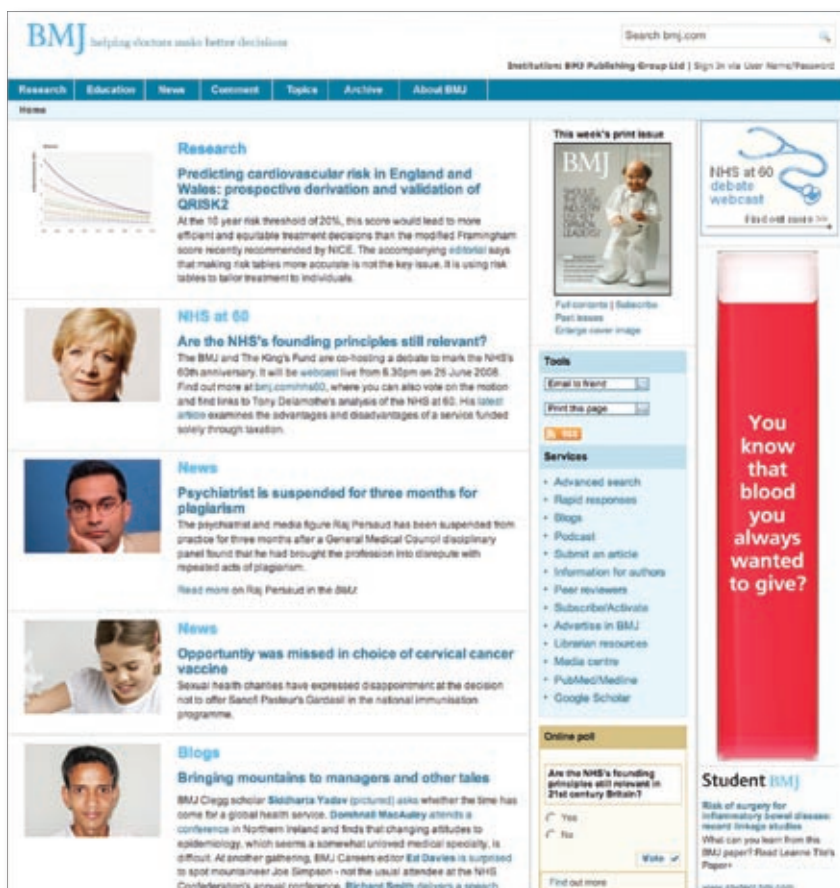 BMJ helping doctors make better decisions
Search bmj.com
Institution: BMJ Publishing Group Ltd | Sign in via User Name/Password
Research Education News Comment Topics Archive About BMJ
Home
Research
Predicting cardiovascular risk in England and
Wales: prospective derivation and validation of
QRISK2
At the 10 year risk threshold of 20%, this score would lead to more
efficient and equitable treatment decisions than the modified Framingham
score recently recommended by NICE. The accompanying editorial says
that making risk tables more accurate is not the key issue. It is using risk
tables to tailor treatment to individuals.
NHS at 60
Are the NHS's founding principles still relevant?
The BMJ and The King's Fund are co-hosting a debate to mark the NHS's
60th anniversary. It will be webcast live from 6.30pm on 25 June 2008.
Find out more at bmj.com/nhs60, where you can also vote on the motion
and find links to Tony Delamothe's analysis of the NHS at 60. His latest
article examines the advantages and disadvantages of a service funded
solely through taxation.
News
Psychiatrist is suspended for three months for
plagiarism
The psychiatrist and media figure Raj Persaud has been suspended from
practice for three months after a General Medical Council disciplinary
panel found that he had brought the profession into disrepute with
repeated acts of plagiarism.
Read more on Raj Persaud in the BMJ
News
Opportuntiy was missed in choice of cervical cancer
vaccine
Sexual health charities have expressed disappointment at the decision
not to offer Sanofi Pasteur's Gardasil in the national immunisation
programme.
Blogs
Bringing mountains to managers and other tales
BMJ Clegg scholar Siddharta Yadav (pictured) asks whether the time has
come for a global health service. Domhnall MacAuley attends a
conference in Northern Ireland and finds that changing attitudes to
epidemiology, which seems a somewhat unloved medical specialty, is
difficult. At another gathering, BMJ Careers editor Ed Davies is surprised
to spot mountaineer Joe Simpson - not the usual attendee at the NHS
Confederation's annual conference. Richard Smith delivers a speech
This week's print issue
BMJ
SHOULD
THE DRUG
INDUSTRY
USE KEY
OPINION
LEADERS?
Full contents | Subscribe
Past issues
Enlarge cover image
Tools
Email to friend
Print this page
RSS
Services
Advanced search
Rapid responses
Blogs
Podcast
Submit an article
Information for authors
Peer reviewers
Subscribe/Activate
Advertise in BMJ
Librarian resources
Media centre
PubMed/Medline
Google Scholar
Online poll
Are the NHS's founding
principles still relevant in
21st century Britain?
Yes
No
Vote
Find out more
NHS at 60
debate
webcast
Find out more >>
You
know
that
blood
you
always
wanted
to give?
Student BMJ
Risk of surgery for
inflammatory bowel disease:
record linkage studies
What can you learn from this
BMJ paper? Read Leanne Tite's
Paper+